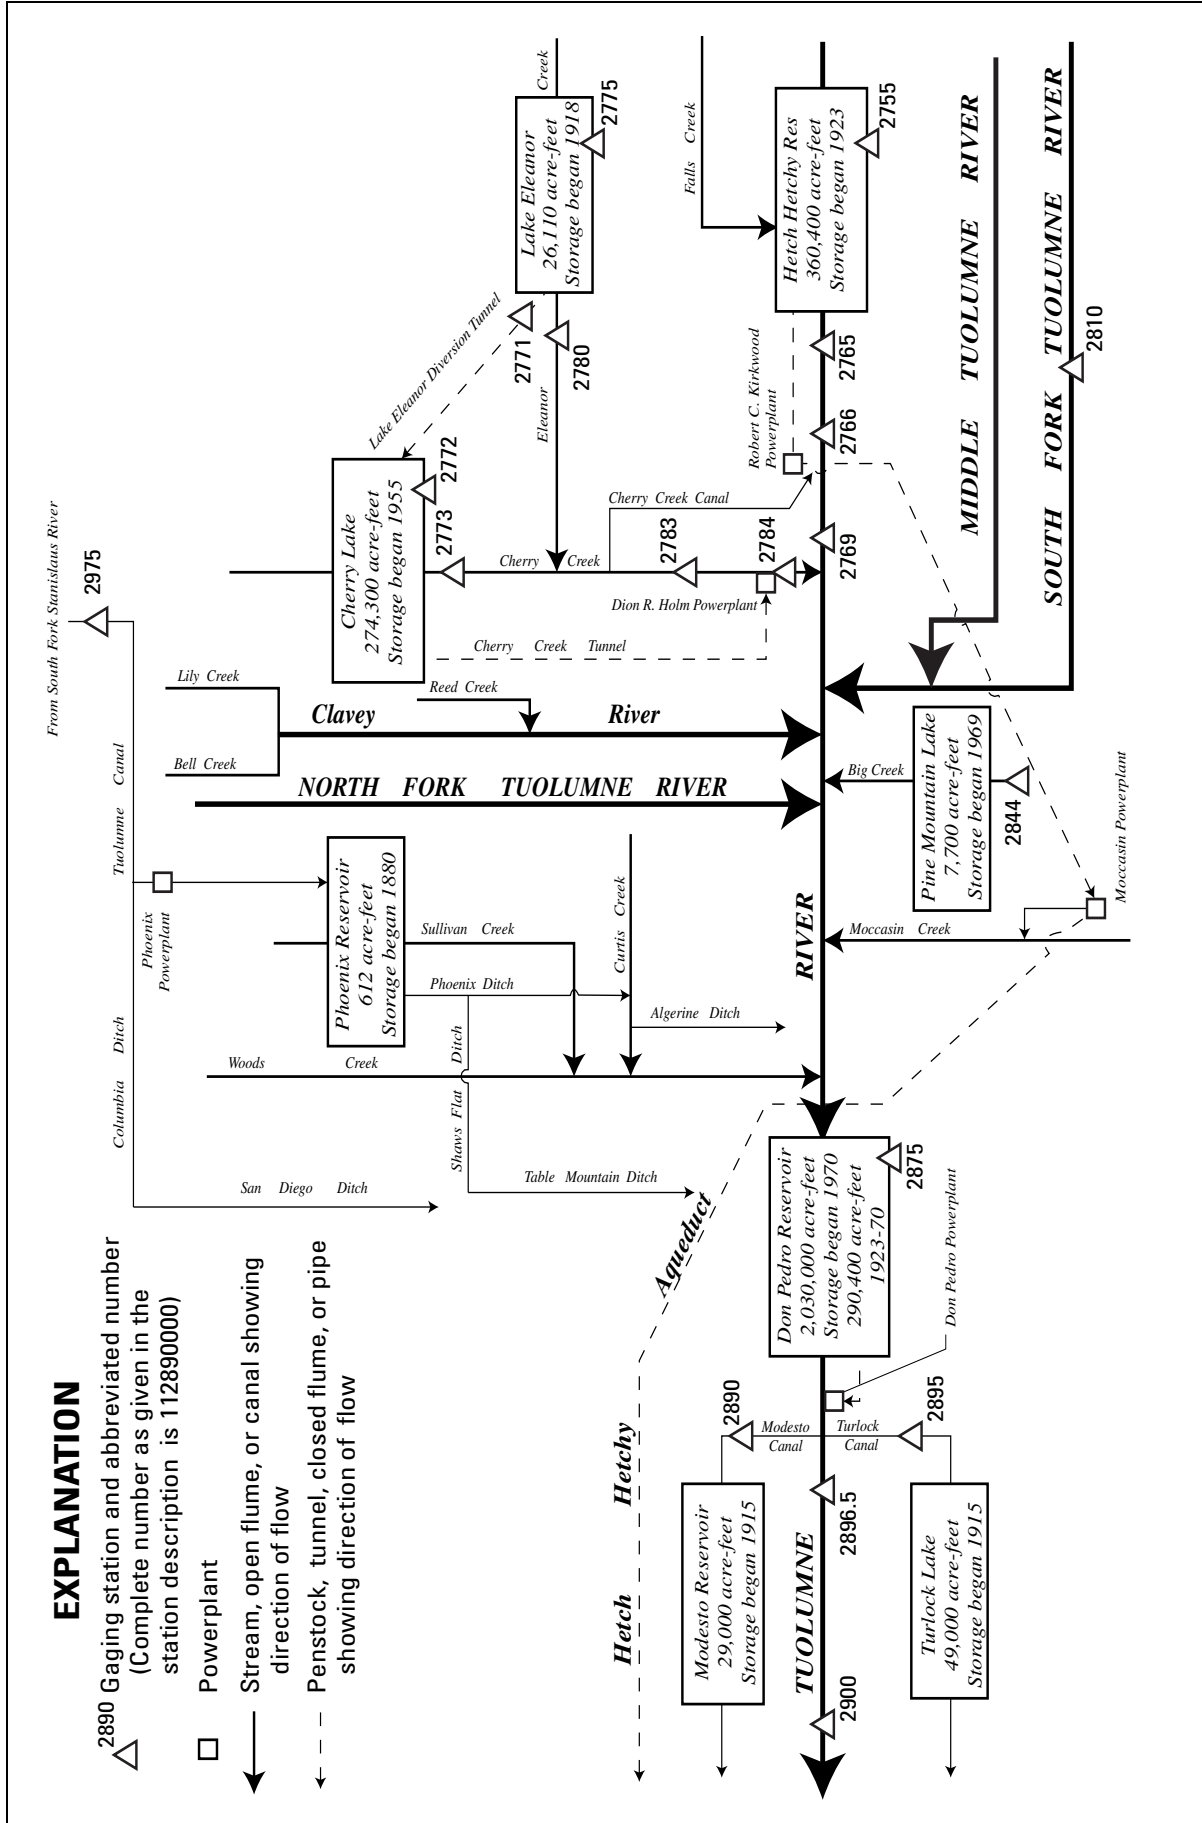 EXPLANATION
2890 Gaging station and abbreviated number
(Complete number as given in the
station description is 112890000)
Powerplant
Stream, open flume, or canal showing
direction of flow
Penstock, tunnel, closed flume, or pipe
showing direction of flow
From South Fork Stanislaus River
2975
Tuolumne Canal
Columbia Ditch
San Diego Ditch
Phoenix
Powerplant
Phoenix Reservoir
612 acre-feet
Storage began 1880
Sullivan Creek
Phoenix Ditch
Curtis Creek
Algerine Ditch
Woods Creek
Shaws Flat Ditch
Table Mountain Ditch
Lily Creek
Bell Creek
Reed Creek
Clavey River
NORTH FORK TUOLUMNE RIVER
Cherry Lake
274,300 acre-feet
Storage began 1955
2772
2773
Lake Eleanor Diversion Tunnel
2771
Lake Eleanor
26,110 acre-feet
Storage began 1918
2775
2780
Eleanor Creek
Cherry Creek
Cherry Creek Canal
2783
2784
Dion R. Holm Powerplant
Cherry Creek Tunnel
Falls Creek
Hetch Hetchy Res
360,400 acre-feet
Storage began 1923
2755
2765
2766
2769
Robert C. Kirkwood
Powerplant
MIDDLE TUOLUMNE RIVER
SOUTH FORK TUOLUMNE RIVER
2810
Big Creek
Pine Mountain Lake
7,700 acre-feet
Storage began 1969
2844
Moccasin Powerplant
Moccasin Creek
TUOLUMNE RIVER
Hetch Hetchy Aqueduct
Don Pedro Reservoir
2,030,000 acre-feet
Storage began 1970
290,400 acre-feet
1923-70
2875
Don Pedro Powerplant
2890
Modesto
Canal
Turlock
Canal
2895
2896.5
Modesto Reservoir
29,000 acre-feet
Storage began 1915
Turlock Lake
49,000 acre-feet
Storage began 1915
2900